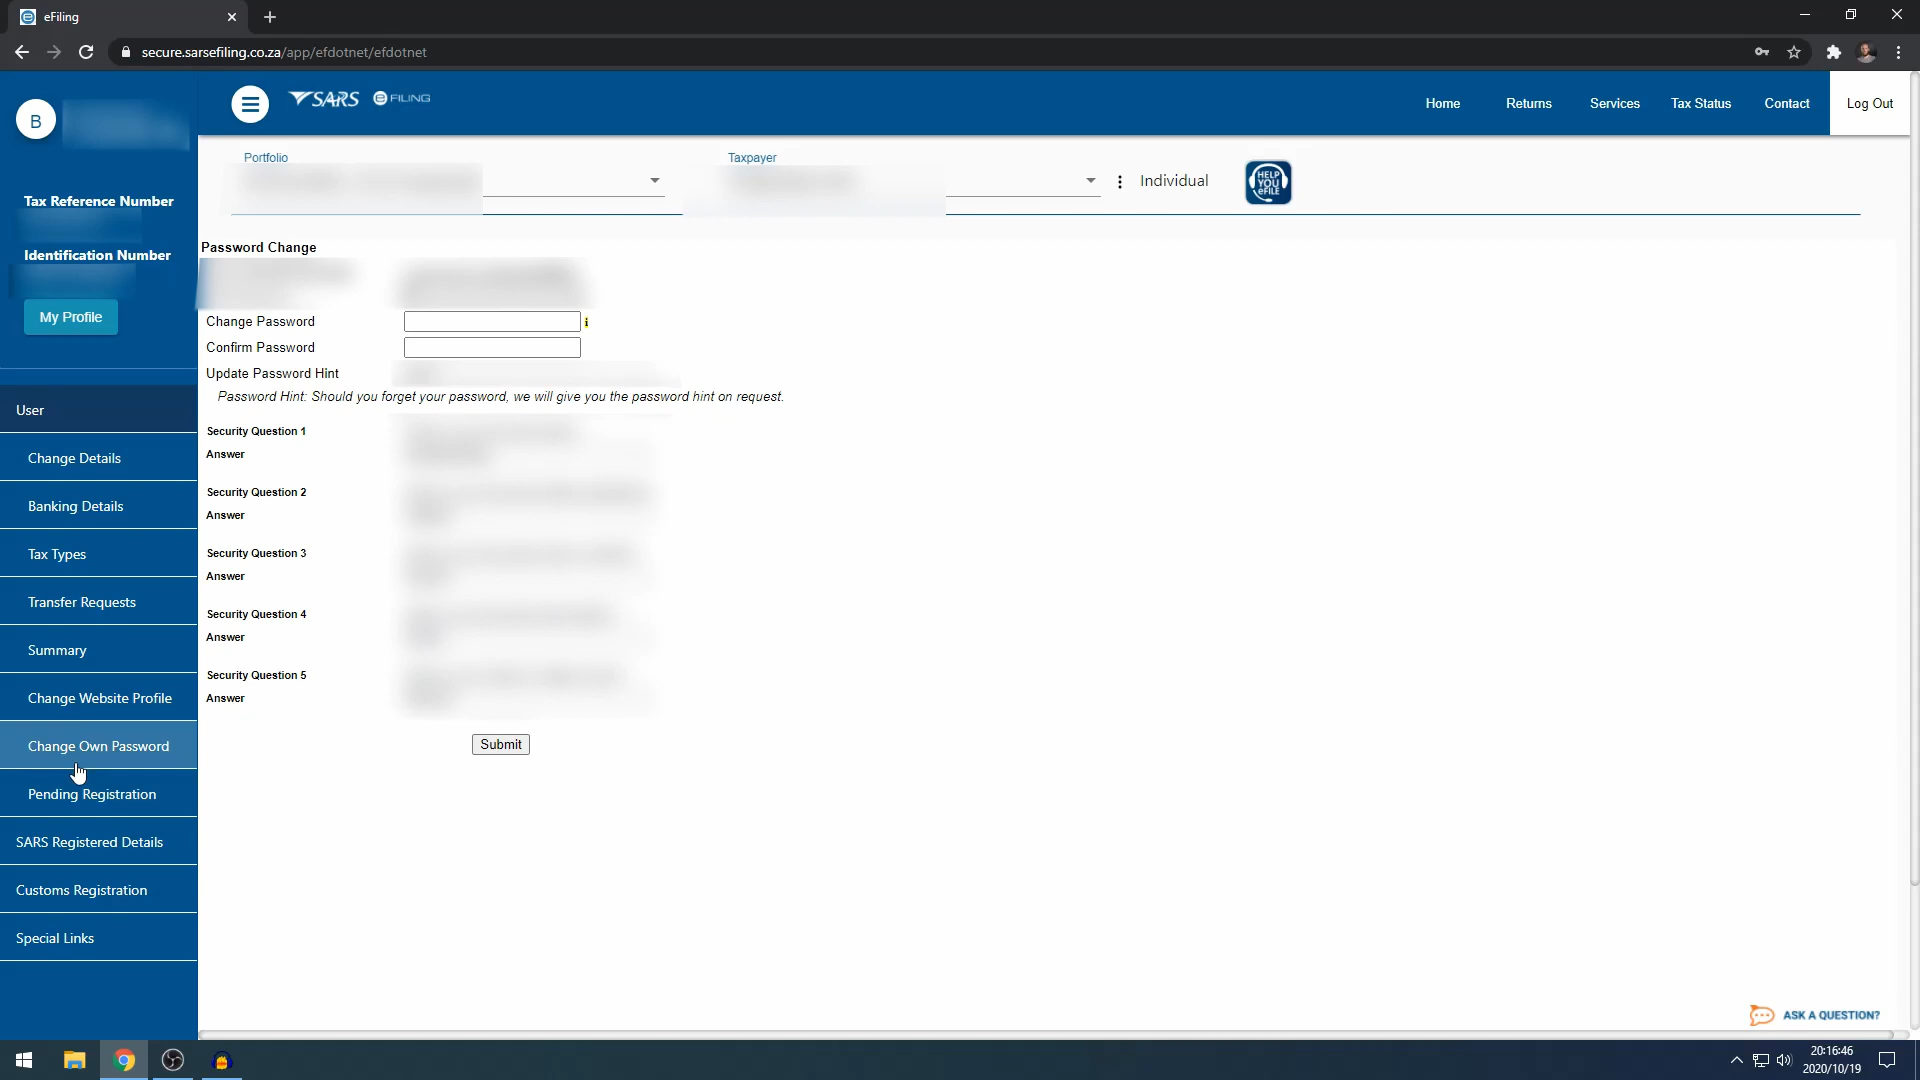 eFiling
secure.sarsefiling.co.za/app/efdotnet/efdotnet
B
SARS
e FILING
Home
Returns
Services
Tax Status
Contact
Log Out
Portfolio
Taxpayer
Individual
HELP
YOU
eFILE
Tax Reference Number
Identification Number
My Profile
User
Change Details
Banking Details
Tax Types
Transfer Requests
Summary
Change Website Profile
Change Own Password
Pending Registration
SARS Registered Details
Customs Registration
Special Links
Password Change
Change Password
i
Confirm Password
Update Password Hint
Password Hint: Should you forget your password, we will give you the password hint on request.
Security Question 1
Answer
Security Question 2
Answer
Security Question 3
Answer
Security Question 4
Answer
Security Question 5
Answer
Submit
ASK A QUESTION?
20:16:46
2020/10/19